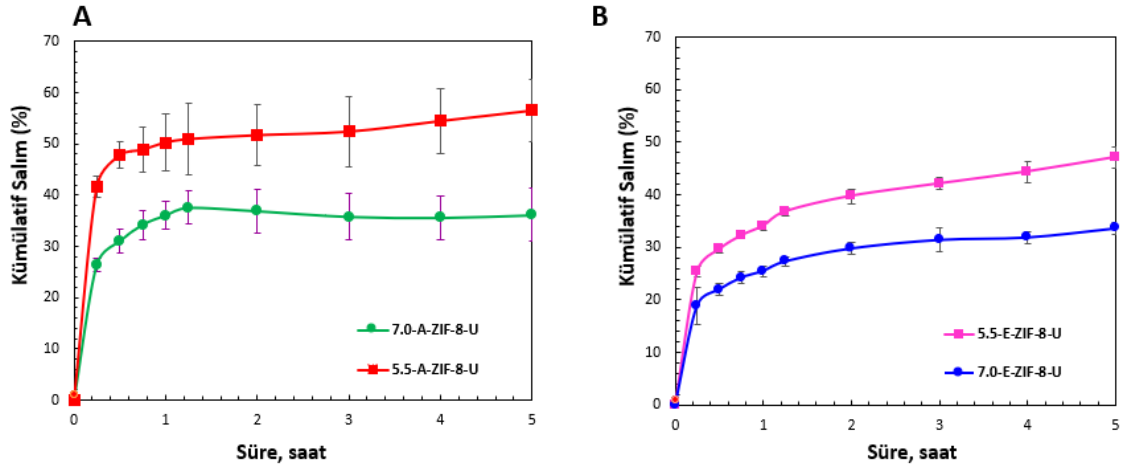 A
Kümülatif Salım (%)
70
60
50
40
30
20
10
0
0 1 2 3 4 5
Süre, saat
7.0-A-ZIF-8-U
5.5-A-ZIF-8-U
B
Kümülatif Salım (%)
70
60
50
40
30
20
10
0
0 1 2 3 4 5
Süre, saat
5.5-E-ZIF-8-U
7.0-E-ZIF-8-U